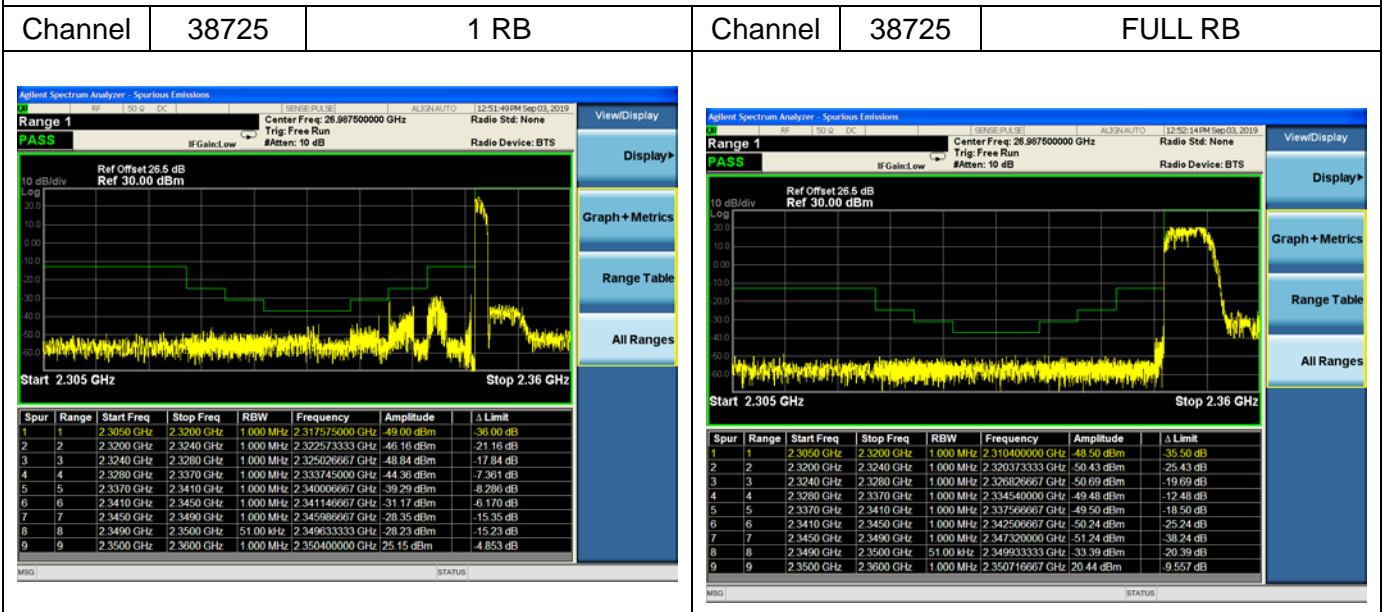 Channel 38725 1 RB Channel 38725 FULL RB
Agilent Spectrum Analyzer - Spurious Emissions
RF 50 Ω DC SENSE:PULSE ALIGN AUTO 12:51:49 PM Sep 03, 2019
Range 1 Center Freq: 26.987500000 GHz Radio Std: None
Trig: Free Run
PASS IFGain:Low #Atten: 10 dB Radio Device: BTS
Ref Offset 26.5 dB
10 dB/div Ref 30.00 dBm
Log
20.0
10.0
0.00
-10.0
-20.0
-30.0
-40.0
-50.0
-60.0
Start 2.305 GHz Stop 2.36 GHz
Spur Range Start Freq Stop Freq RBW Frequency Amplitude Δ Limit
1 1 2.3050 GHz 2.3200 GHz 1.000 MHz 2.317575000 GHz -49.00 dBm -36.00 dB
2 2 2.3200 GHz 2.3240 GHz 1.000 MHz 2.322573333 GHz -46.16 dBm -21.16 dB
3 3 2.3240 GHz 2.3280 GHz 1.000 MHz 2.325026667 GHz -48.84 dBm -17.84 dB
4 4 2.3280 GHz 2.3370 GHz 1.000 MHz 2.333745000 GHz -44.36 dBm -7.361 dB
5 5 2.3370 GHz 2.3410 GHz 1.000 MHz 2.340006667 GHz -39.29 dBm -8.286 dB
6 6 2.3410 GHz 2.3450 GHz 1.000 MHz 2.341146667 GHz -31.17 dBm -6.170 dB
7 7 2.3450 GHz 2.3490 GHz 1.000 MHz 2.345986667 GHz -28.35 dBm -15.35 dB
8 8 2.3490 GHz 2.3500 GHz 51.00 kHz 2.349633333 GHz -28.23 dBm -15.23 dB
9 9 2.3500 GHz 2.3600 GHz 1.000 MHz 2.350400000 GHz 25.15 dBm -4.853 dB
MSG STATUS
View/Display
Display
Graph + Metrics
Range Table
All Ranges
Agilent Spectrum Analyzer - Spurious Emissions
RF 50 Ω DC SENSE:PULSE ALIGN AUTO 12:52:14 PM Sep 03, 2019
Range 1 Center Freq: 26.987500000 GHz Radio Std: None
Trig: Free Run
PASS IFGain:Low #Atten: 10 dB Radio Device: BTS
Ref Offset 26.5 dB
10 dB/div Ref 30.00 dBm
Log
20.0
10.0
0.00
-10.0
-20.0
-30.0
-40.0
-50.0
-60.0
Start 2.305 GHz Stop 2.36 GHz
Spur Range Start Freq Stop Freq RBW Frequency Amplitude Δ Limit
1 1 2.3050 GHz 2.3200 GHz 1.000 MHz 2.310400000 GHz -48.50 dBm -35.50 dB
2 2 2.3200 GHz 2.3240 GHz 1.000 MHz 2.320373333 GHz -50.43 dBm -25.43 dB
3 3 2.3240 GHz 2.3280 GHz 1.000 MHz 2.326826667 GHz -50.69 dBm -19.69 dB
4 4 2.3280 GHz 2.3370 GHz 1.000 MHz 2.334540000 GHz -49.48 dBm -12.48 dB
5 5 2.3370 GHz 2.3410 GHz 1.000 MHz 2.337566667 GHz -49.50 dBm -18.50 dB
6 6 2.3410 GHz 2.3450 GHz 1.000 MHz 2.342506667 GHz -50.24 dBm -25.24 dB
7 7 2.3450 GHz 2.3490 GHz 1.000 MHz 2.347320000 GHz -51.24 dBm -38.24 dB
8 8 2.3490 GHz 2.3500 GHz 51.00 kHz 2.349933333 GHz -33.39 dBm -20.39 dB
9 9 2.3500 GHz 2.3600 GHz 1.000 MHz 2.350716667 GHz 20.44 dBm -9.557 dB
MSG STATUS
View/Display
Display
Graph + Metrics
Range Table
All Ranges